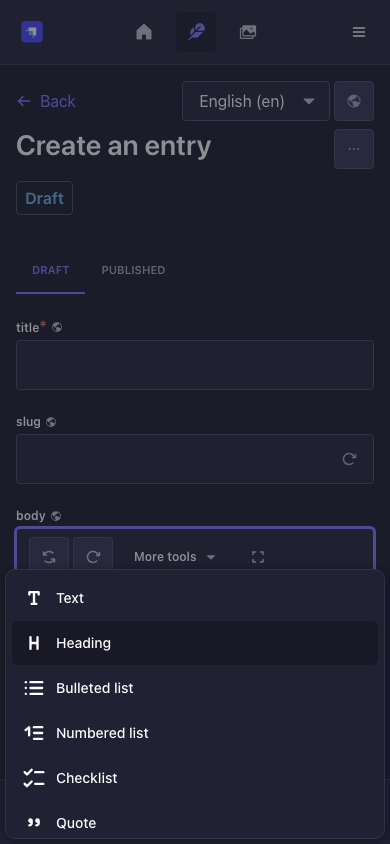 Back
English (en)
Create an entry
...
Draft
DRAFT
PUBLISHED
title*
slug
body
More tools
Text
Heading
Bulleted list
Numbered list
Checklist
Quote